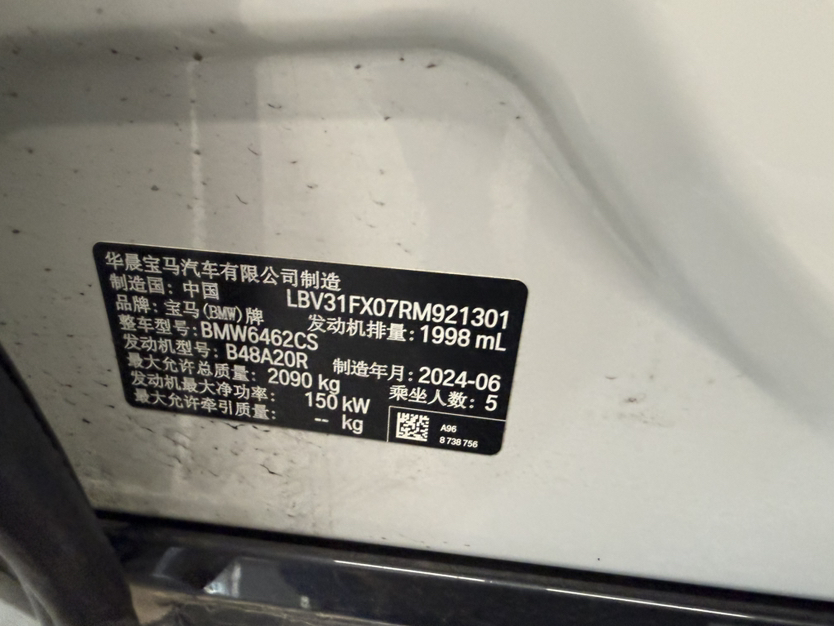 华晨宝马汽车有限公司制造
制造国: 中国 LBV31FX07RM921301
品牌: 宝马(BMW)牌 发动机排量: 1998 mL
整车型号: BMW6462CS
发动机型号: B48A20R 制造年月: 2024-06
最大允许总质量: 2090 kg 乘坐人数: 5
发动机最大净功率: 150 kW
最大允许牵引质量: -- kg
A96
8 738 756